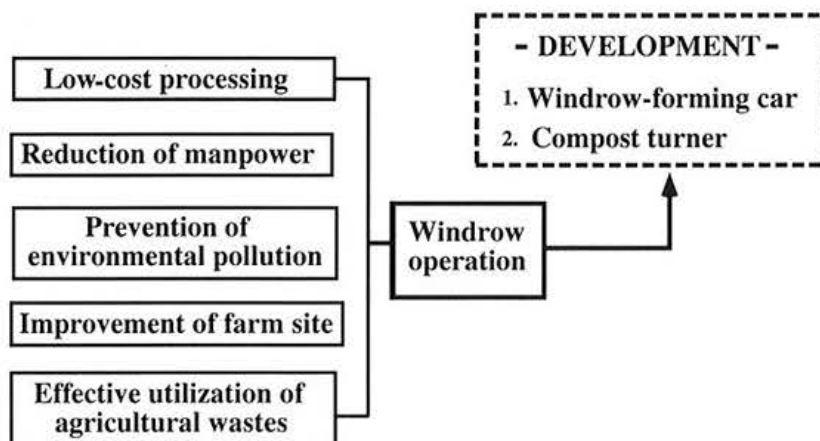 - DEVELOPMENT -
1. Windrow-forming car
2. Compost turner
Low-cost processing
Reduction of manpower
Prevention of
environmental pollution
Improvement of farm site
Effective utilization of
agricultural wastes
Windrow
operation